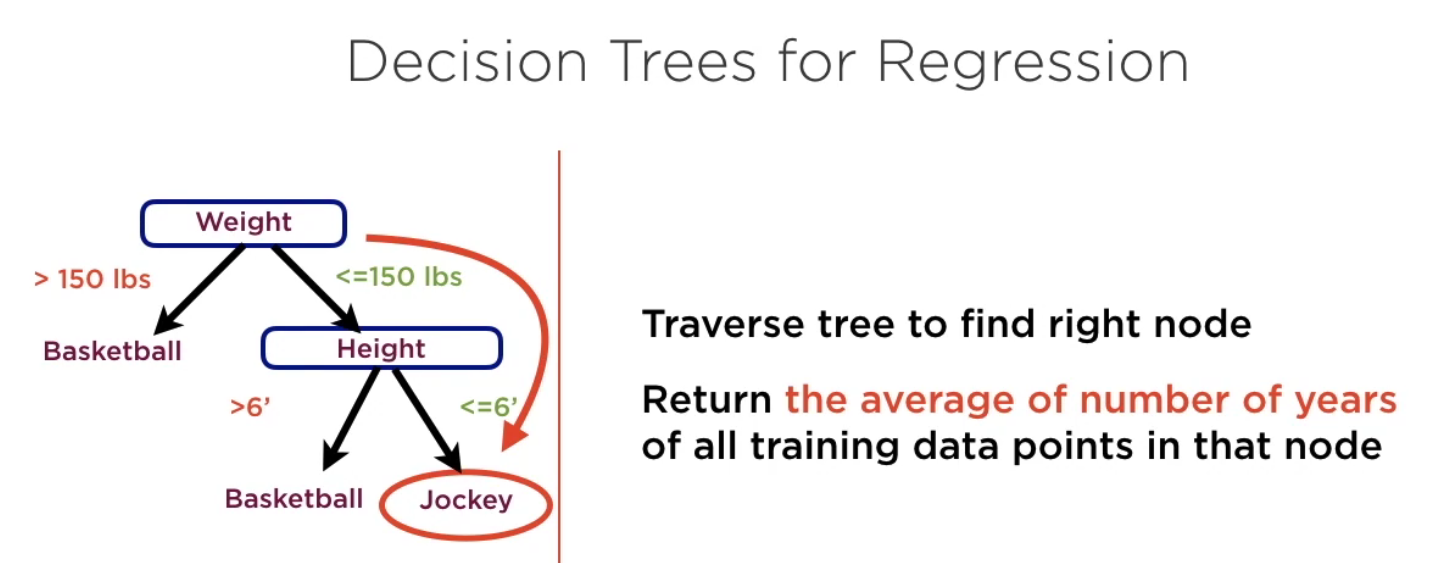 Decision Trees for Regression
Weight
> 150 lbs
<=150 lbs
Basketball
Height
>6’
<=6’
Basketball
Jockey
Traverse tree to find right node
Return the average of number of years
of all training data points in that node